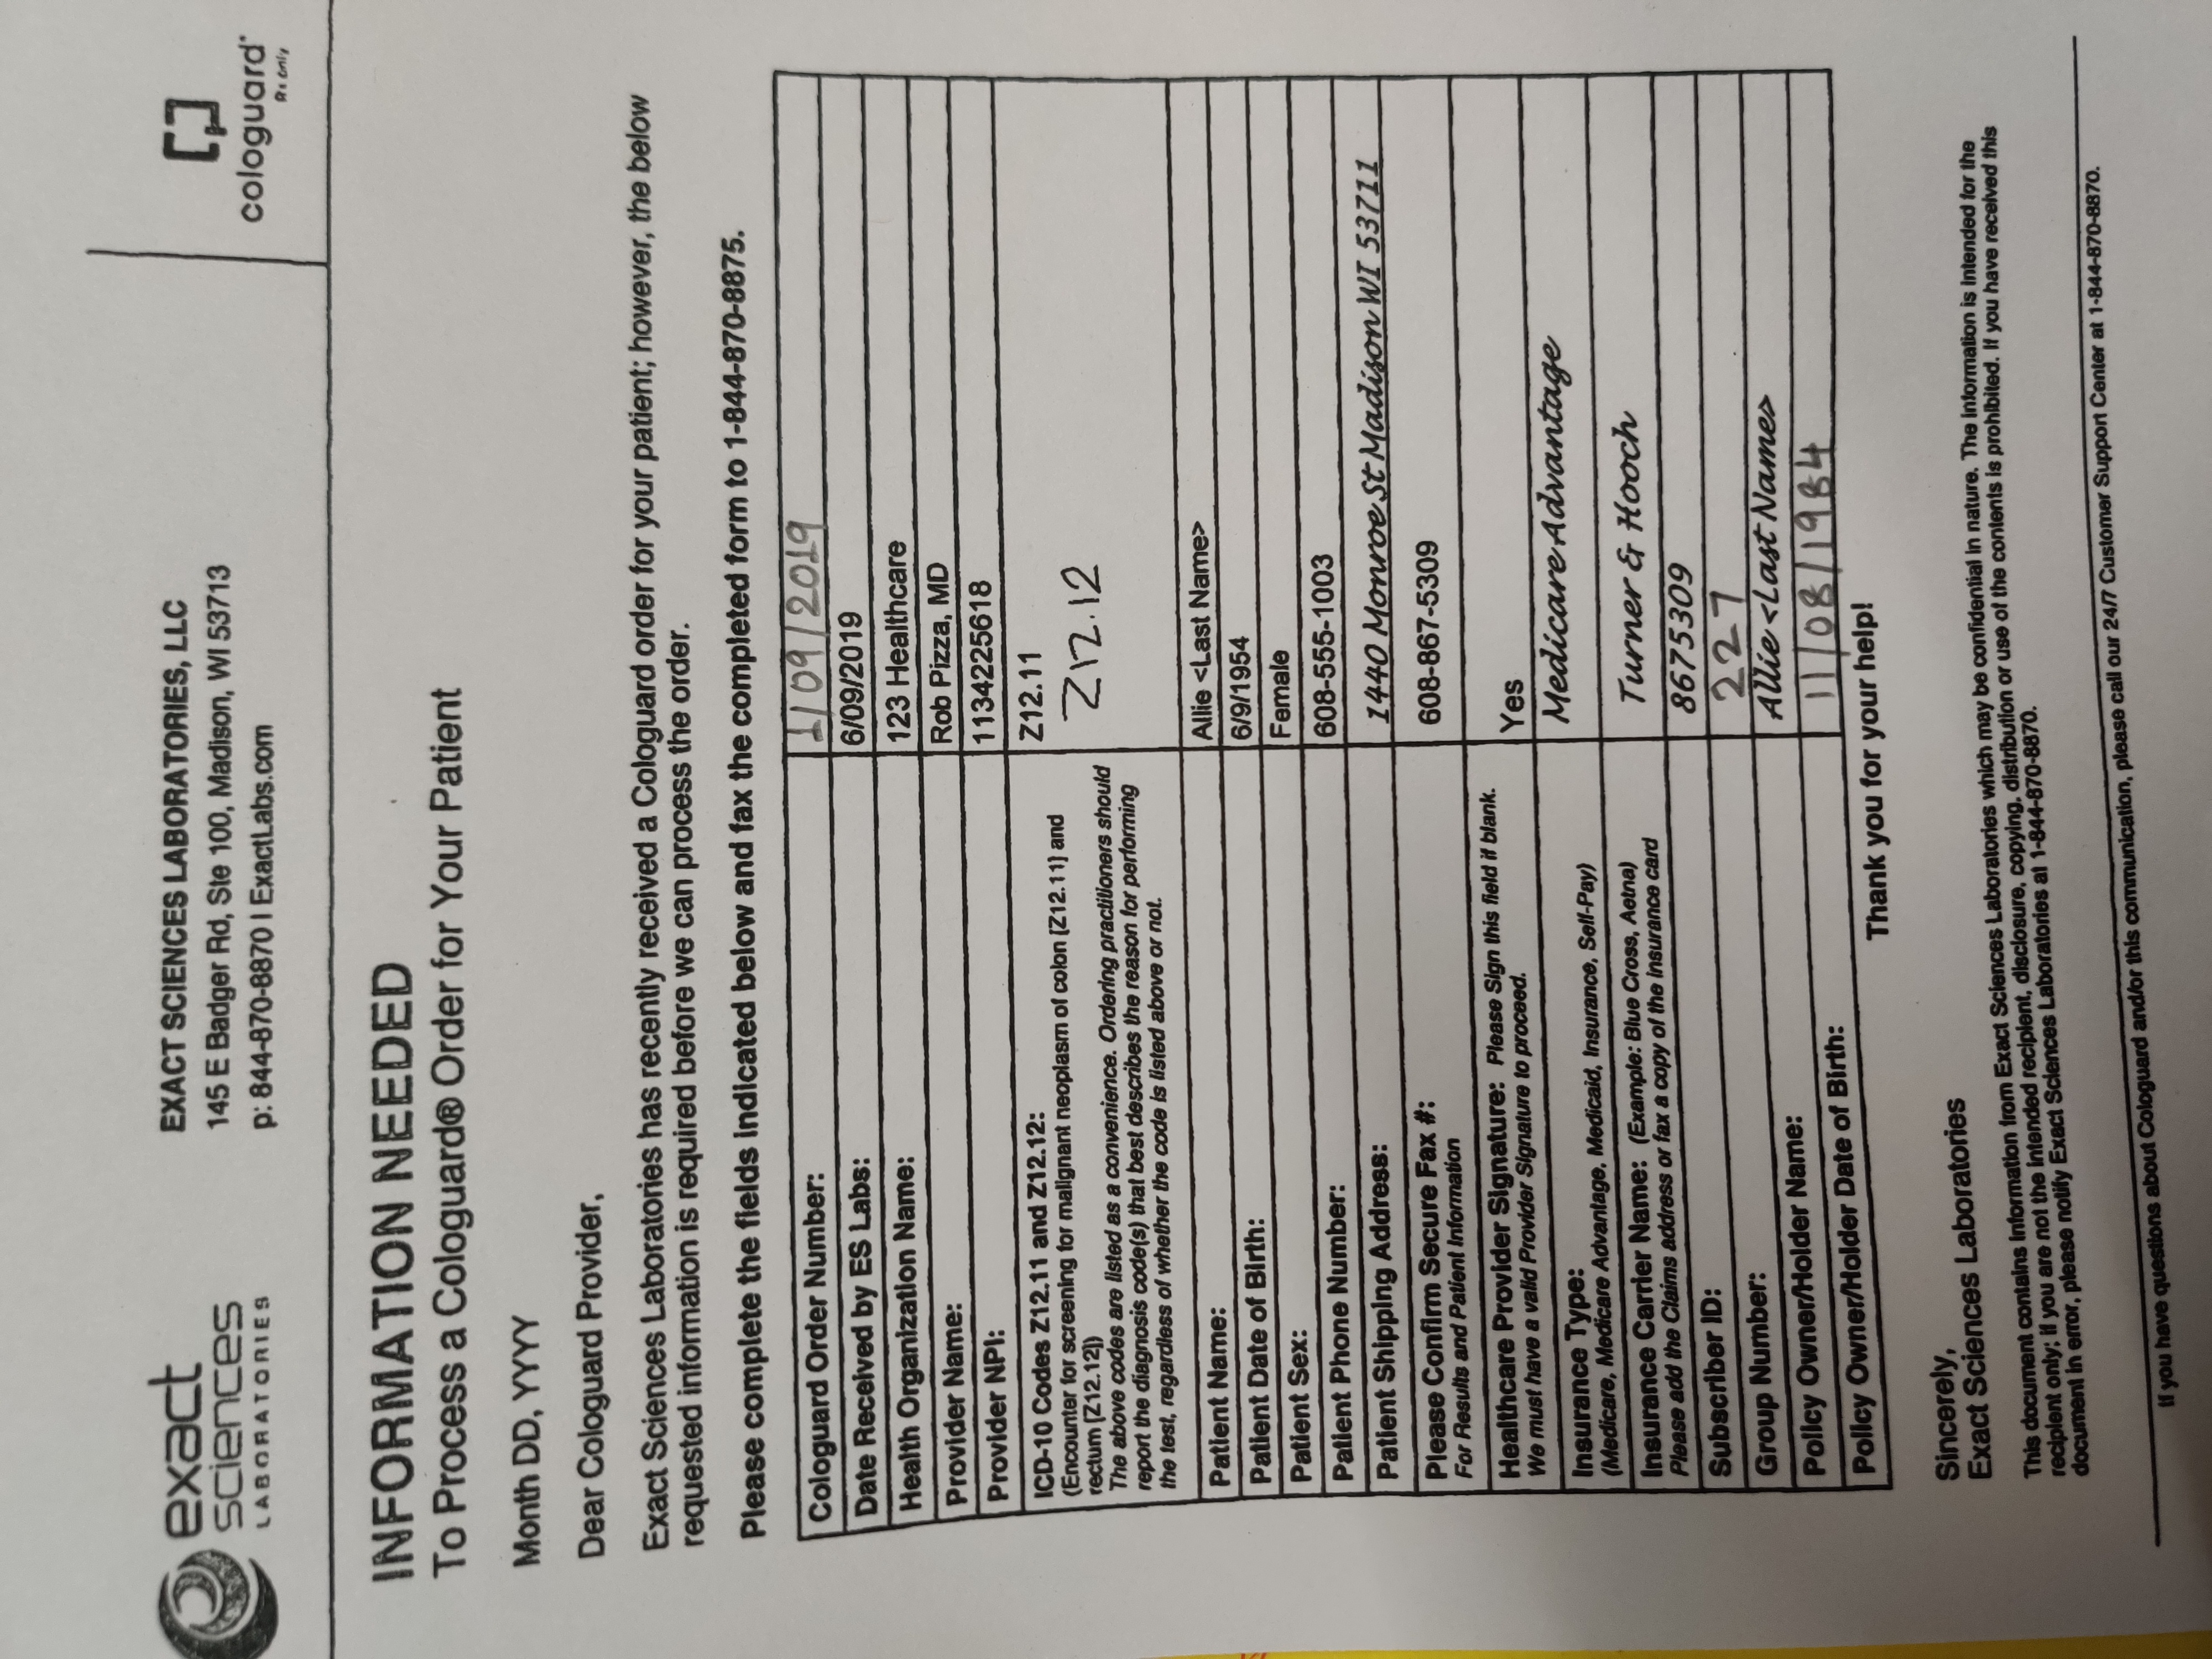 exact
sciences
LABORATORIES
EXACT SCIENCES LABORATORIES, LLC
145 E Badger Rd, Ste 100, Madison, WI 53713
p: 844-870-8870 | ExactLabs.com
cologuard®
Rx only
INFORMATION NEEDED
To Process a Cologuard® Order for Your Patient
Month DD, YYYY
Dear Cologuard Provider,
Exact Sciences Laboratories has recently received a Cologuard order for your patient; however, the below
requested information is required before we can process the order.
Please complete the fields indicated below and fax the completed form to 1-844-870-8875.
Cologuard Order Number: 1/09/2019
Date Received by ES Labs: 6/09/2019
Health Organization Name: 123 Healthcare
Provider Name: Rob Pizza, MD
Provider NPI: 1134225618
ICD-10 Codes Z12.11 and Z12.12: Z12.11
(Encounter for screening for malignant neoplasm of colon [Z12.11] and
rectum [Z12.12]) Z12.12
The above codes are listed as a convenience. Ordering practitioners should
report the diagnosis code(s) that best describes the reason for performing
the test, regardless of whether the code is listed above or not.
Patient Name: Allie <Last Name>
Patient Date of Birth: 6/9/1954
Patient Sex: Female
Patient Phone Number: 608-555-1003
Patient Shipping Address: 1440 Monroe St Madison WI 53711
Please Confirm Secure Fax #: 608-867-5309
For Results and Patient Information
Healthcare Provider Signature: Please Sign this field if blank.
We must have a valid Provider Signature to proceed. Yes
Insurance Type: Medicare Advantage
(Medicare, Medicare Advantage, Medicaid, Insurance, Self-Pay)
Insurance Carrier Name: (Example: Blue Cross, Aetna) Turner & Hooch
Please add the Claims address or fax a copy of the insurance card
Subscriber ID: 8675309
Group Number: 227
Policy Owner/Holder Name: Allie <Last Name>
Policy Owner/Holder Date of Birth: 11/08/1984
Thank you for your help!
Sincerely,
Exact Sciences Laboratories
This document contains information from Exact Sciences Laboratories which may be confidential in nature. The information is intended for the
recipient only; if you are not the intended recipient, disclosure, copying, distribution or use of the contents is prohibited. If you have received this
document in error, please notify Exact Sciences Laboratories at 1-844-870-8870.
If you have questions about Cologuard and/or this communication, please call our 24/7 Customer Support Center at 1-844-870-8870.